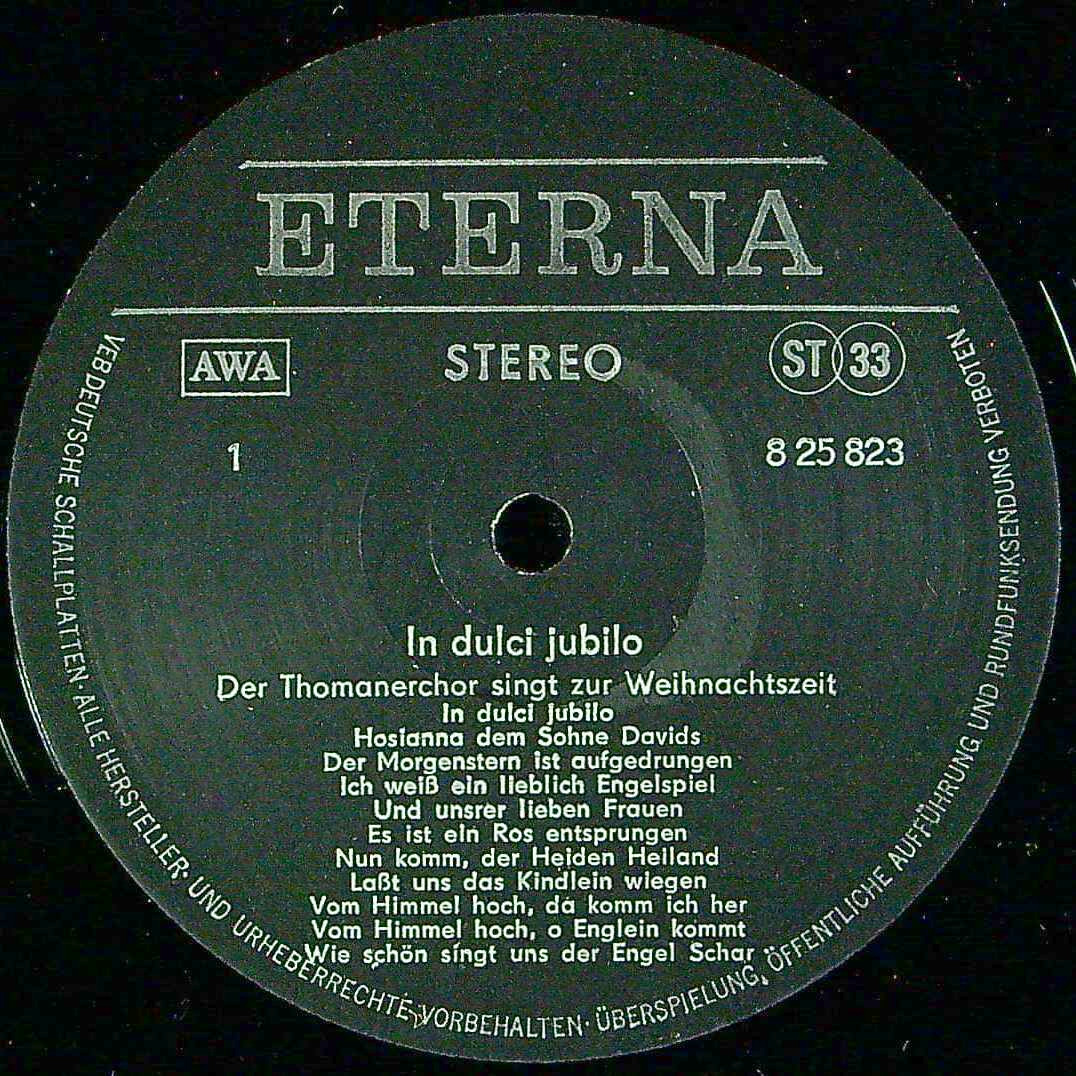 ETERNA
AWA
STEREO
ST 33
1
8 25 823
In dulci jubilo
Der Thomanerchor singt zur Weihnachtszeit
In dulci jubilo
Hosianna dem Sohne Davids
Der Morgenstern ist aufgedrungen
Ich weiß ein lieblich Engelspiel
Und unsrer lieben Frauen
Es ist ein Ros entsprungen
Nun komm, der Heiden Heiland
Laßt uns das Kindlein wiegen
Vom Himmel hoch, da komm ich her
Vom Himmel hoch, o Englein kommt
Wie schön singt uns der Engel Schar
VEB DEUTSCHE SCHALLPLATTEN · ALLE HERSTELLER- UND URHEBERRECHTE VORBEHALTEN · ÜBERSPIELUNG, ÖFFENTLICHE AUFFÜHRUNG UND RUNDFUNKSENDUNG VERBOTEN